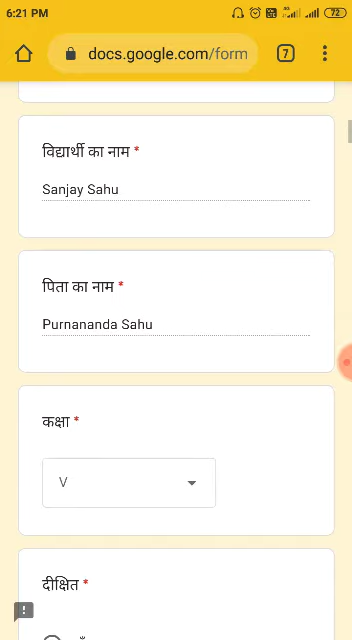 6:21 PM
72
docs.google.com/form
7
विद्यार्थी का नाम *
Sanjay Sahu
पिता का नाम *
Purnananda Sahu
कक्षा *
V
दीक्षित *